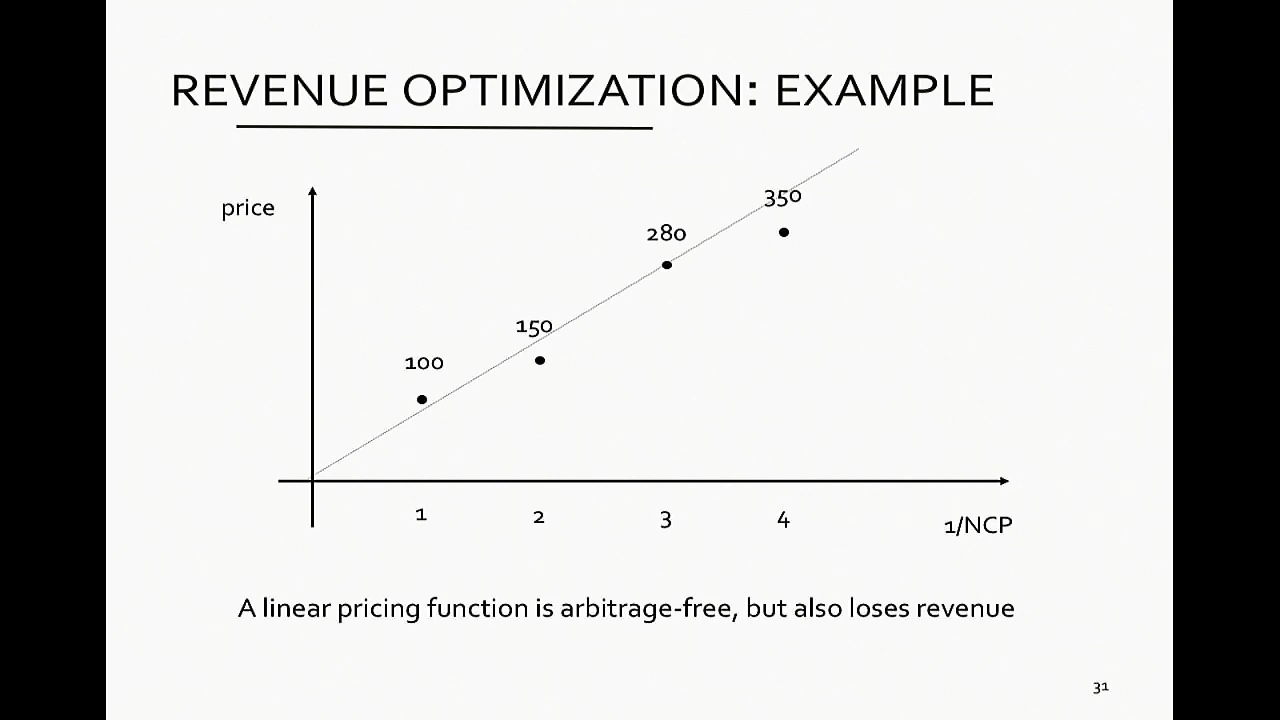 REVENUE OPTIMIZATION: EXAMPLE
price
350
280
150
100
1 2 3 4
1/NCP
A linear pricing function is arbitrage-free, but also loses revenue
31